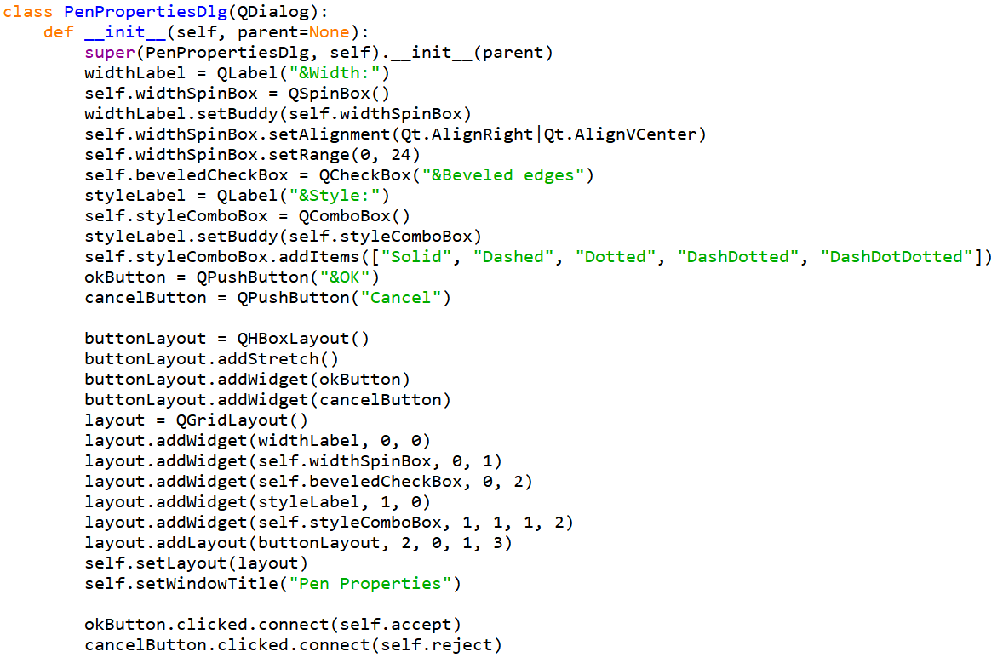 class PenPropertiesDlg(QDialog):
    def __init__(self, parent=None):
        super(PenPropertiesDlg, self).__init__(parent)
        widthLabel = QLabel("&Width:")
        self.widthSpinBox = QSpinBox()
        widthLabel.setBuddy(self.widthSpinBox)
        self.widthSpinBox.setAlignment(Qt.AlignRight|Qt.AlignVCenter)
        self.widthSpinBox.setRange(0, 24)
        self.beveledCheckBox = QCheckBox("&Beveled edges")
        styleLabel = QLabel("&Style:")
        self.styleComboBox = QComboBox()
        styleLabel.setBuddy(self.styleComboBox)
        self.styleComboBox.addItems(["Solid", "Dashed", "Dotted", "DashDotted", "DashDotDotted"])
        okButton = QPushButton("&OK")
        cancelButton = QPushButton("Cancel")

        buttonLayout = QHBoxLayout()
        buttonLayout.addStretch()
        buttonLayout.addWidget(okButton)
        buttonLayout.addWidget(cancelButton)
        layout = QGridLayout()
        layout.addWidget(widthLabel, 0, 0)
        layout.addWidget(self.widthSpinBox, 0, 1)
        layout.addWidget(self.beveledCheckBox, 0, 2)
        layout.addWidget(styleLabel, 1, 0)
        layout.addWidget(self.styleComboBox, 1, 1, 1, 2)
        layout.addLayout(buttonLayout, 2, 0, 1, 3)
        self.setLayout(layout)
        self.setWindowTitle("Pen Properties")

        okButton.clicked.connect(self.accept)
        cancelButton.clicked.connect(self.reject)